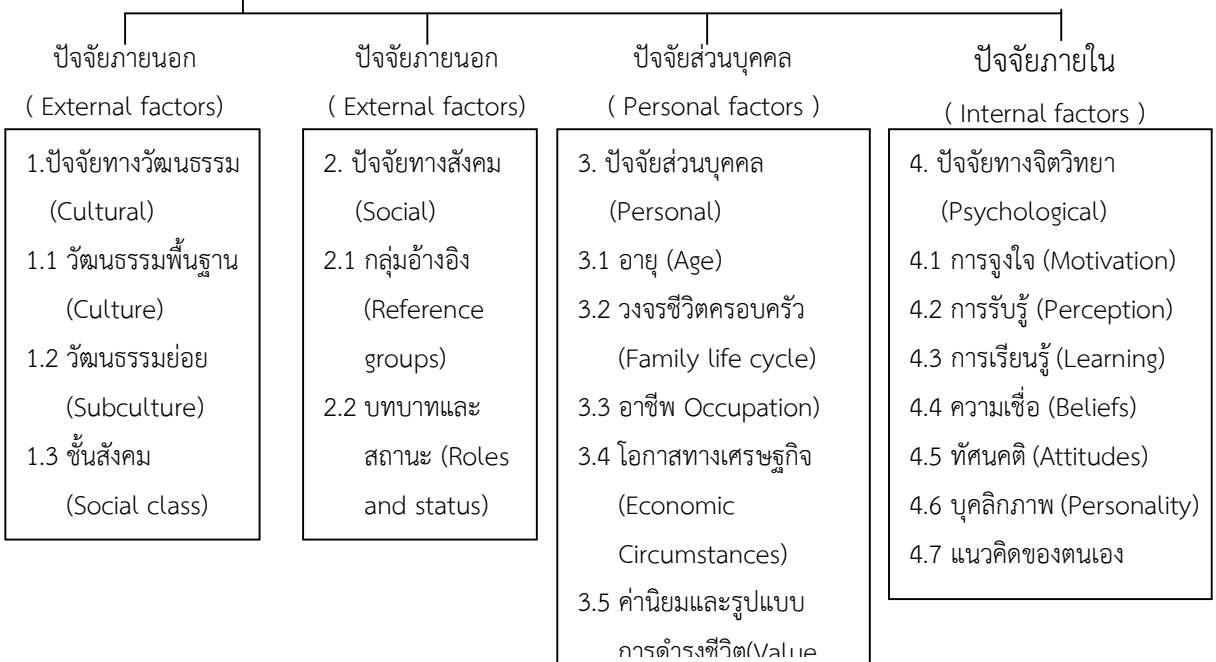 ปัจจัยภายนอก
( External factors)
1.ปัจจัยทางวัฒนธรรม
(Cultural)
1.1 วัฒนธรรมพื้นฐาน
(Culture)
1.2 วัฒนธรรมย่อย
(Subculture)
1.3 ชั้นสังคม
(Social class)
ปัจจัยภายนอก
( External factors)
2. ปัจจัยทางสังคม
(Social)
2.1 กลุ่มอ้างอิง
(Reference
groups)
2.2 บทบาทและ
สถานะ (Roles
and status)
ปัจจัยส่วนบุคคล
( Personal factors )
3. ปัจจัยส่วนบุคคล
(Personal)
3.1 อายุ (Age)
3.2 วงจรชีวิตครอบครัว
(Family life cycle)
3.3 อาชีพ Occupation)
3.4 โอกาสทางเศรษฐกิจ
(Economic
Circumstances)
3.5 ค่านิยมและรูปแบบ
การดำรงชีวิต(Value
ปัจจัยภายใน
( Internal factors )
4. ปัจจัยทางจิตวิทยา
(Psychological)
4.1 การจูงใจ (Motivation)
4.2 การรับรู้ (Perception)
4.3 การเรียนรู้ (Learning)
4.4 ความเชื่อ (Beliefs)
4.5 ทัศนคติ (Attitudes)
4.6 บุคลิกภาพ (Personality)
4.7 แนวคิดของตนเอง